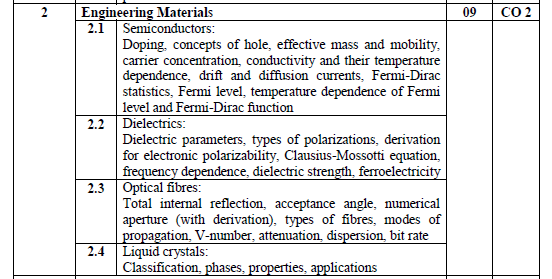 2 Engineering Materials 09 CO 2
2.1 Semiconductors:
Doping, concepts of hole, effective mass and mobility,
carrier concentration, conductivity and their temperature
dependence, drift and diffusion currents, Fermi-Dirac
statistics, Fermi level, temperature dependence of Fermi
level and Fermi-Dirac function
2.2 Dielectrics:
Dielectric parameters, types of polarizations, derivation
for electronic polarizability, Clausius-Mossotti equation,
frequency dependence, dielectric strength, ferroelectricity
2.3 Optical fibres:
Total internal reflection, acceptance angle, numerical
aperture (with derivation), types of fibres, modes of
propagation, V-number, attenuation, dispersion, bit rate
2.4 Liquid crystals:
Classification, phases, properties, applications